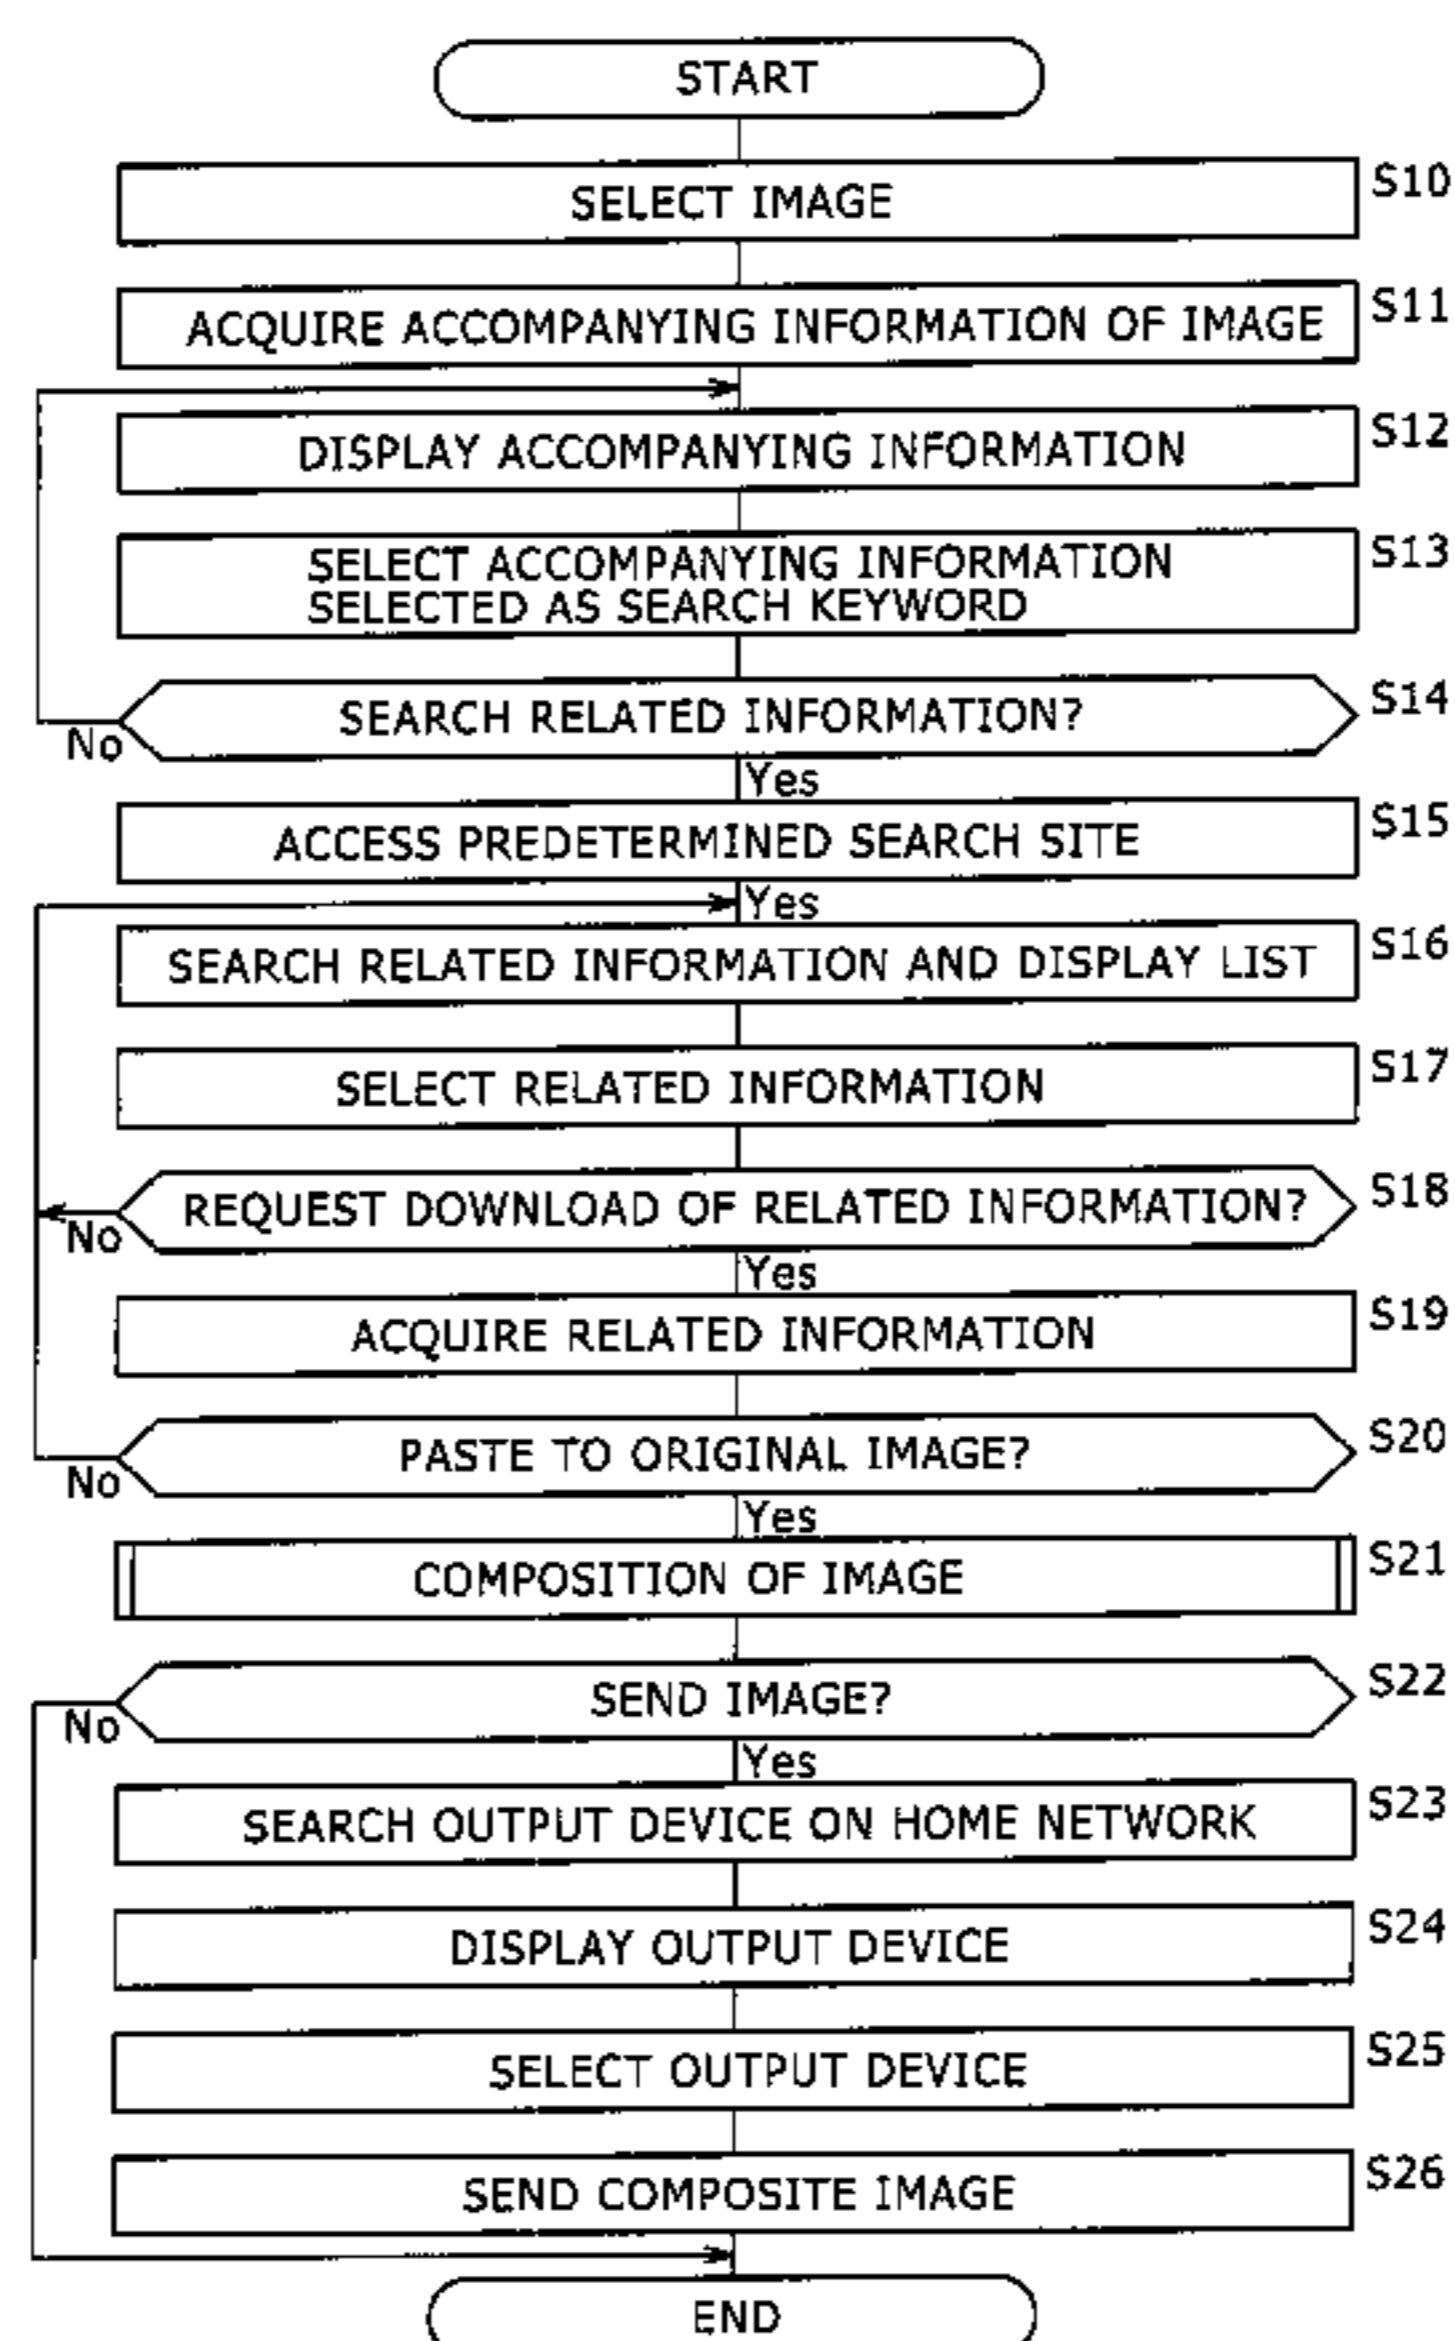 START
SELECT IMAGE
S10
ACQUIRE ACCOMPANYING INFORMATION OF IMAGE
S11
DISPLAY ACCOMPANYING INFORMATION
S12
SELECT ACCOMPANYING INFORMATION
SELECTED AS SEARCH KEYWORD
S13
SEARCH RELATED INFORMATION?
S14
No
Yes
ACCESS PREDETERMINED SEARCH SITE
S15
Yes
SEARCH RELATED INFORMATION AND DISPLAY LIST
S16
SELECT RELATED INFORMATION
S17
REQUEST DOWNLOAD OF RELATED INFORMATION?
S18
No
Yes
ACQUIRE RELATED INFORMATION
S19
PASTE TO ORIGINAL IMAGE?
S20
No
Yes
COMPOSITION OF IMAGE
S21
SEND IMAGE?
S22
No
Yes
SEARCH OUTPUT DEVICE ON HOME NETWORK
S23
DISPLAY OUTPUT DEVICE
S24
SELECT OUTPUT DEVICE
S25
SEND COMPOSITE IMAGE
S26
END